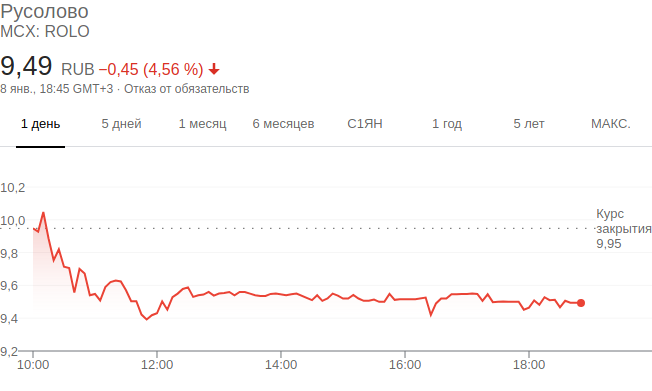 Русолово
MCX: ROLO
9,49 RUB −0,45 (4,56 %) ↓
8 янв., 18:45 GMT+3 · Отказ от обязательств
1 день 5 дней 1 месяц 6 месяцев С1ЯН 1 год 5 лет МАКС.
10,2
10,0
9,8
9,6
9,4
9,2
Курс
закрытия
9,95
10:00 12:00 14:00 16:00 18:00